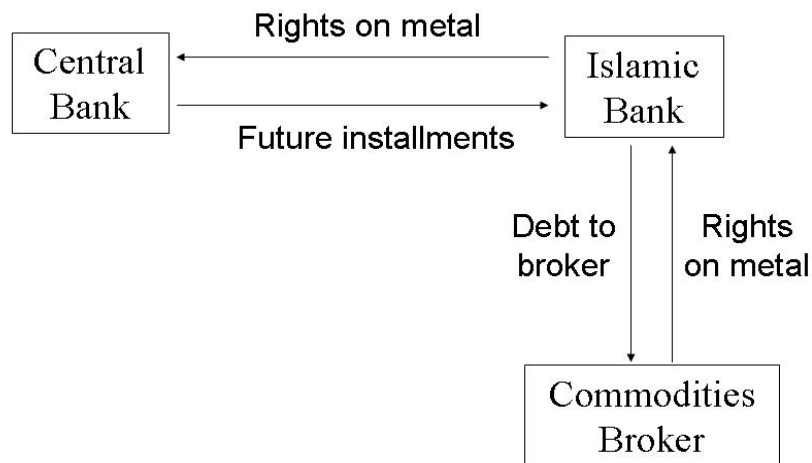 Rights on metal
Central
Bank
Islamic
Bank
Future installments
Debt to
broker
Rights
on metal
Commodities
Broker